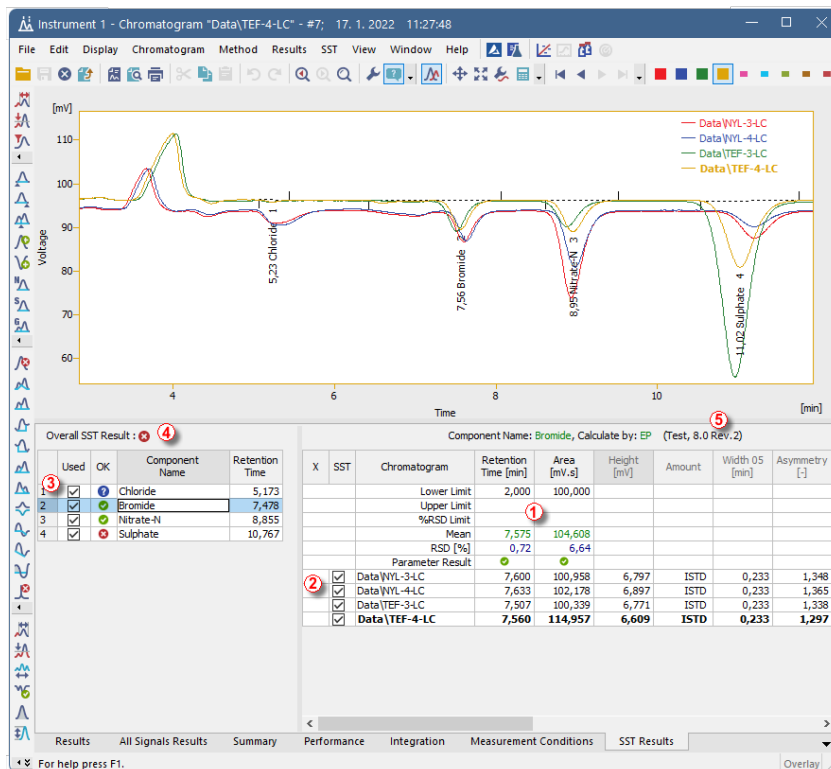 Instrument 1 - Chromatogram "Data\TEF-4-LC" - #7; 17. 1. 2022 11:27:48
File Edit Display Chromatogram Method Results SST View Window Help
[mV]
110
100
90
80
70
60
Voltage
Data\NYL-3-LC
Data\NYL-4-LC
Data\TEF-3-LC
Data\TEF-4-LC
5,23 Chloride 1
7,56 Bromide 2
8,95 Nitrate-N 3
11,02 Sulphate 4
4 6 8 10
Time [min]
Overall SST Result : 4
Used OK Component Name Retention Time
3
1 Chloride 5,173
2 Bromide 7,478
3 Nitrate-N 8,855
4 Sulphate 10,767
5
Component Name: Bromide, Calculate by: EP (Test, 8.0 Rev.2)
X SST Chromatogram Retention Time [min] Area [mV.s] Height [mV] Amount Width 05 [min] Asymmetry [-]
Lower Limit 2,000 100,000
Upper Limit
%RSD Limit 1
Mean 7,575 104,608
RSD [%] 0,72 6,64
Parameter Result
2 Data\NYL-3-LC 7,600 100,958 6,797 ISTD 0,233 1,348
Data\NYL-4-LC 7,633 102,178 6,897 ISTD 0,233 1,365
Data\TEF-3-LC 7,507 100,339 6,771 ISTD 0,233 1,338
Data\TEF-4-LC 7,560 114,957 6,609 ISTD 0,233 1,297
Results All Signals Results Summary Performance Integration Measurement Conditions SST Results
For help press F1. Overlay